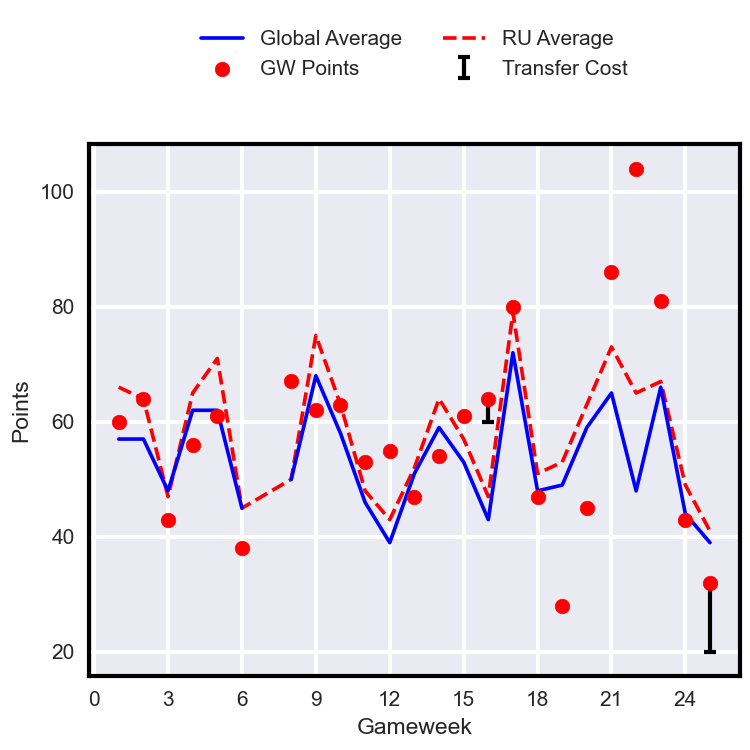 Global Average RU Average
GW Points Transfer Cost
100
80
60
40
20
Points
0 3 6 9 12 15 18 21 24
Gameweek